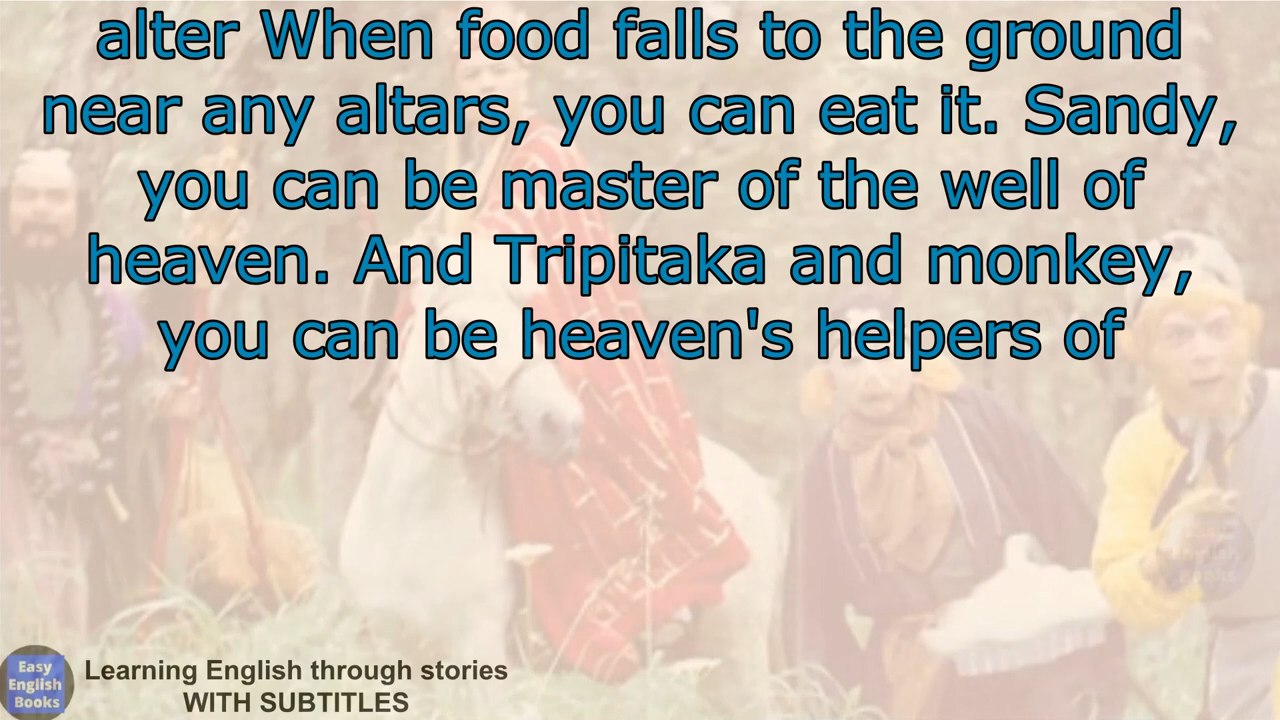 alter When food falls to the ground
near any altars, you can eat it. Sandy,
you can be master of the well of
heaven. And Tripitaka and monkey,
you can be heaven's helpers of
Easy
English
Books
Learning English through stories
WITH SUBTITLES